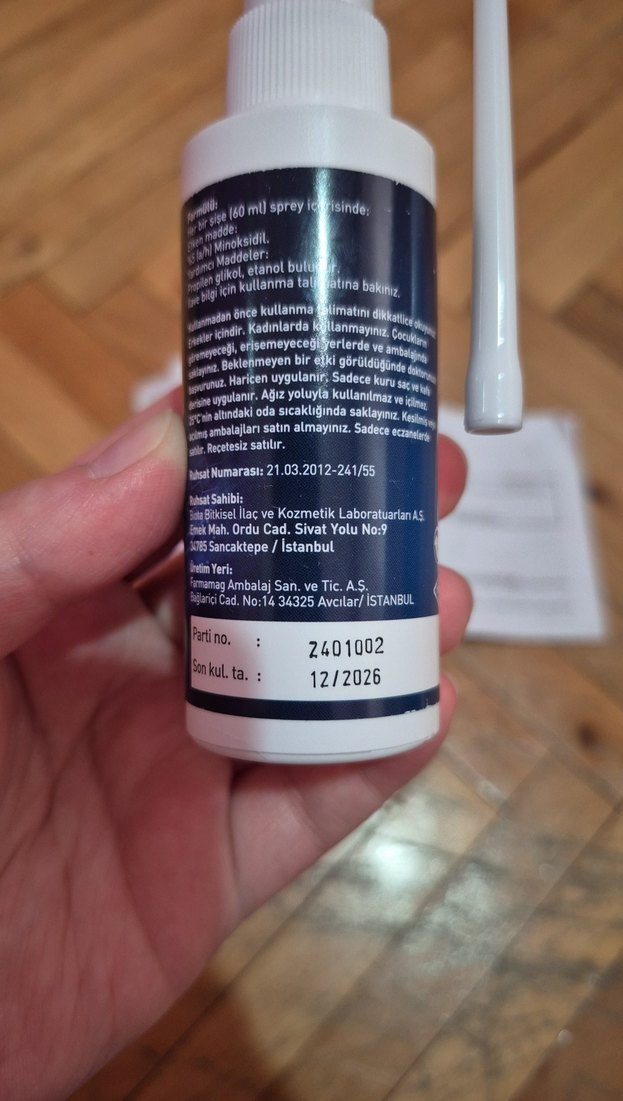 Formülü:
Her bir şişe (60 ml) sprey içerisinde;
Etken madde:
%5 (a/h) Minoksidil.
Yardımcı Maddeler:
Propilen glikol, etanol bulunur.
İlave bilgi için kullanma talimatına bakınız.
Kullanmadan önce kullanma talimatını dikkatlice okuyunuz.
Erkekler içindir. Kadınlarda kullanmayınız. Çocukların
göremeyeceği, erişemeyeceği yerlerde ve ambalajında
saklayınız. Beklenmeyen bir etki görüldüğünde doktorunuza
başvurunuz. Haricen uygulanır. Sadece kuru saç ve kafa
derisine uygulanır. Ağız yoluyla kullanılmaz ve içilmez.
25°C'nin altındaki oda sıcaklığında saklayınız. Kesilmiş veya
açılmış ambalajları satın almayınız. Sadece eczanelerde
satılır. Reçetesiz satılır.
Ruhsat Numarası: 21.03.2012-241/55
Ruhsat Sahibi:
Biota Bitkisel İlaç ve Kozmetik Laboratuarları A.Ş.
Emek Mah. Ordu Cad. Sivat Yolu No:9
34785 Sancaktepe / İstanbul
Üretim Yeri:
Farmamag Ambalaj San. ve Tic. A.Ş.
Bağlariçi Cad. No:14 34325 Avcılar/ İSTANBUL
Parti no. : 2401002
Son kul. ta. : 12/2026